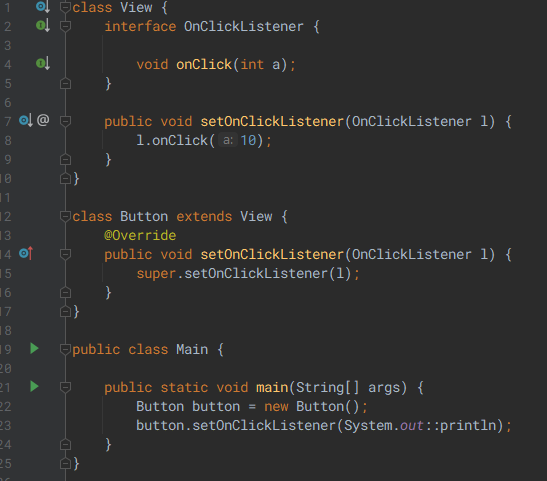 1 class View {
2 interface OnClickListener {
3
4 void onClick(int a);
5 }
6
7 @ public void setOnClickListener(OnClickListener l) {
8 l.onClick( a: 10);
9 }
10 }
11
12 class Button extends View {
13 @Override
14 public void setOnClickListener(OnClickListener l) {
15 super.setOnClickListener(l);
16 }
17 }
18
19 public class Main {
20
21 public static void main(String[] args) {
22 Button button = new Button();
23 button.setOnClickListener(System.out::println);
24 }
25 }